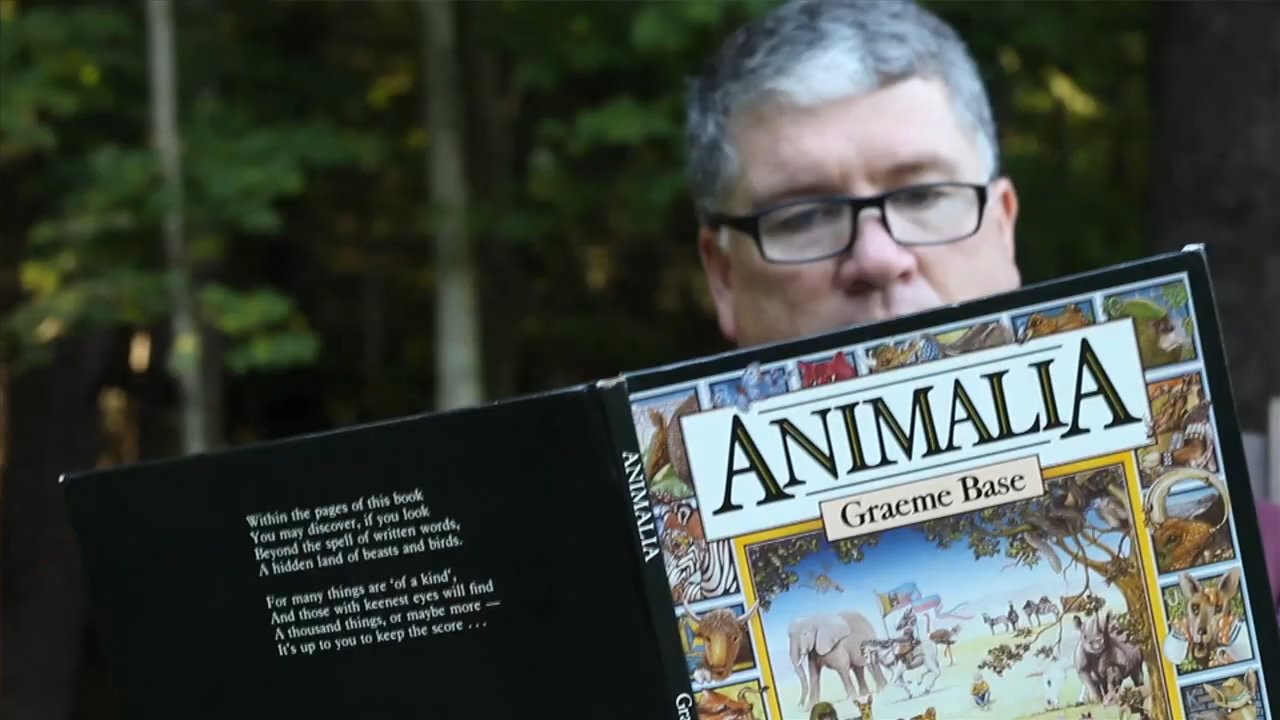 Within the pages of this book
You may discover, if you look
Beyond the spell of written words,
A hidden land of beasts and birds.
For many things are 'of a kind',
And those with keenest eyes will find
A thousand things, or maybe more —
It's up to you to keep the score ...
ANIMALIA
Gra
ANIMALIA
Graeme Base